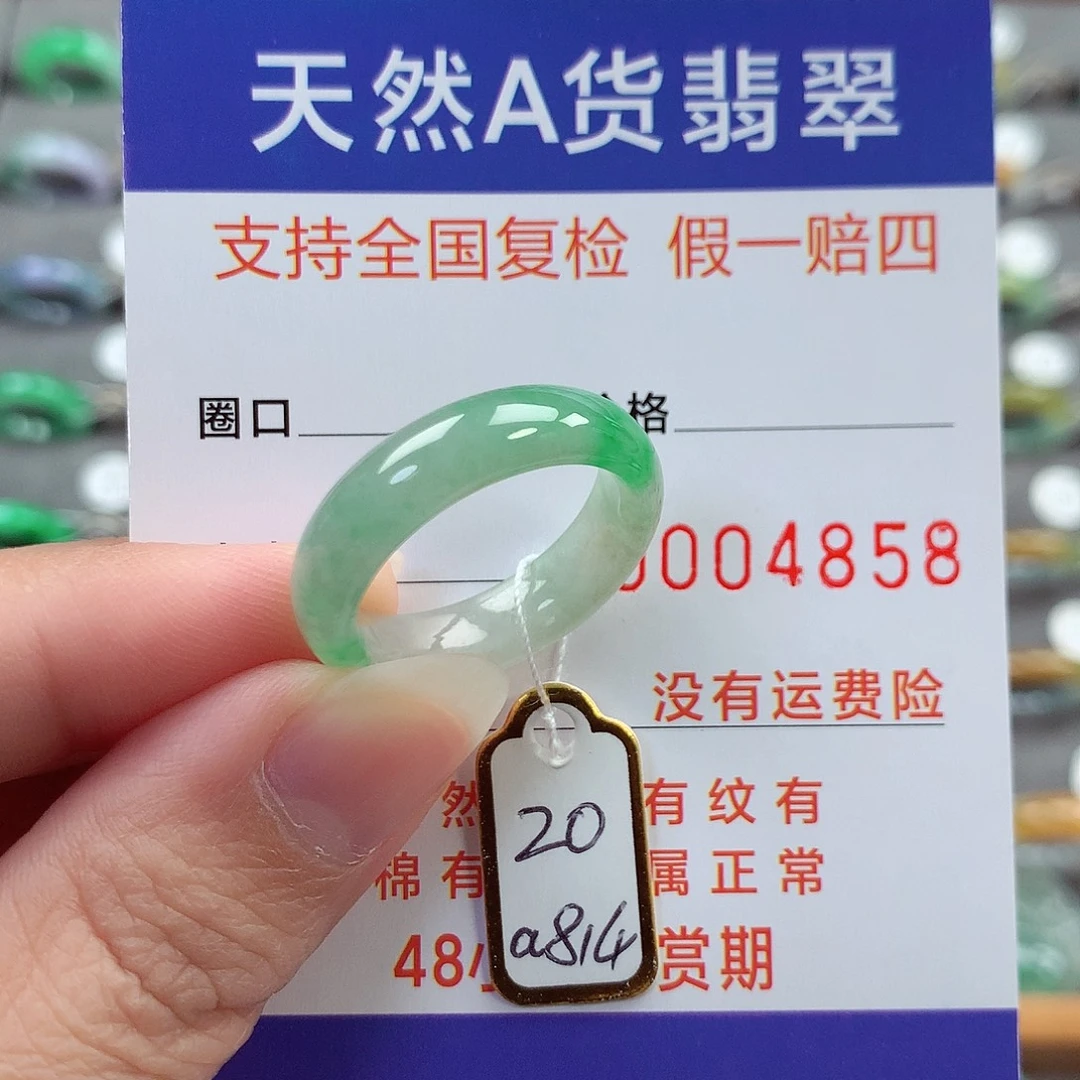 天然A货翡翠
支持全国复检 假一赔四
圈口 格
004858
没有运费险
然 有纹有
棉有 属正常
48 赏期
20
a814